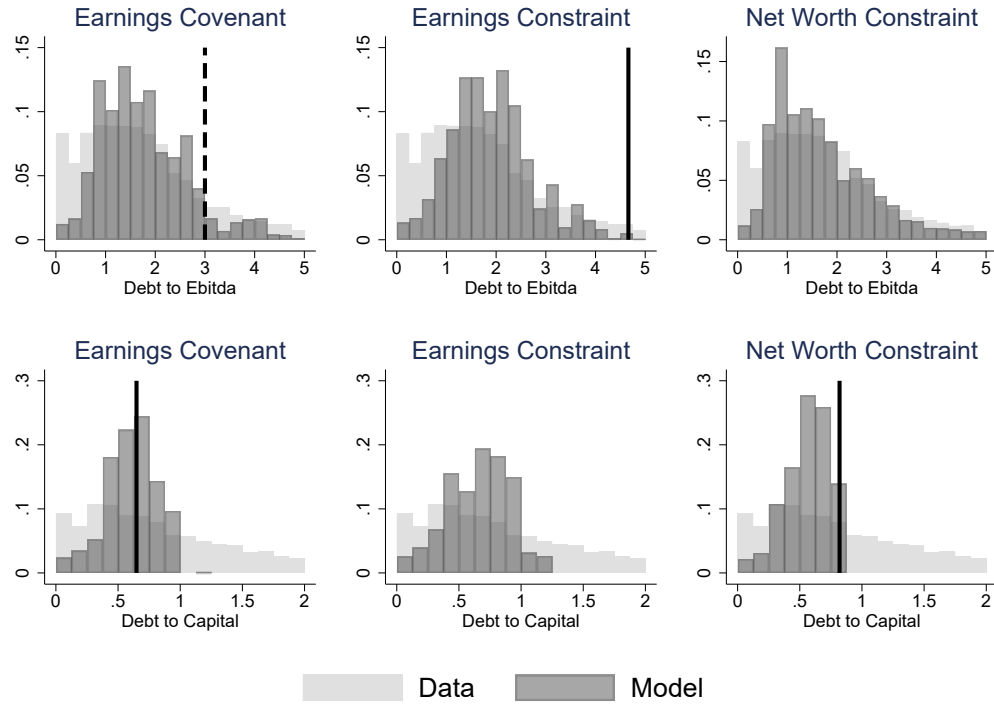 Earnings Covenant
Earnings Constraint
Net Worth Constraint
.15
.1
.05
0
0 1 2 3 4 5
Debt to Ebitda
.15
.1
.05
0
0 1 2 3 4 5
Debt to Ebitda
.15
.1
.05
0
0 1 2 3 4 5
Debt to Ebitda
Earnings Covenant
Earnings Constraint
Net Worth Constraint
.3
.2
.1
0
0 .5 1 1.5 2
Debt to Capital
.3
.2
.1
0
0 .5 1 1.5 2
Debt to Capital
.3
.2
.1
0
0 .5 1 1.5 2
Debt to Capital
Data
Model